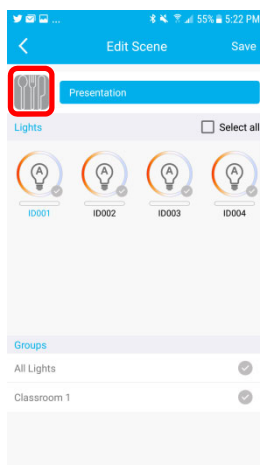 ... 55% 5:22 PM
Edit Scene Save
Presentation
Lights Select all
A A A A
ID001 ID002 ID003 ID004
Groups
All Lights
Classroom 1